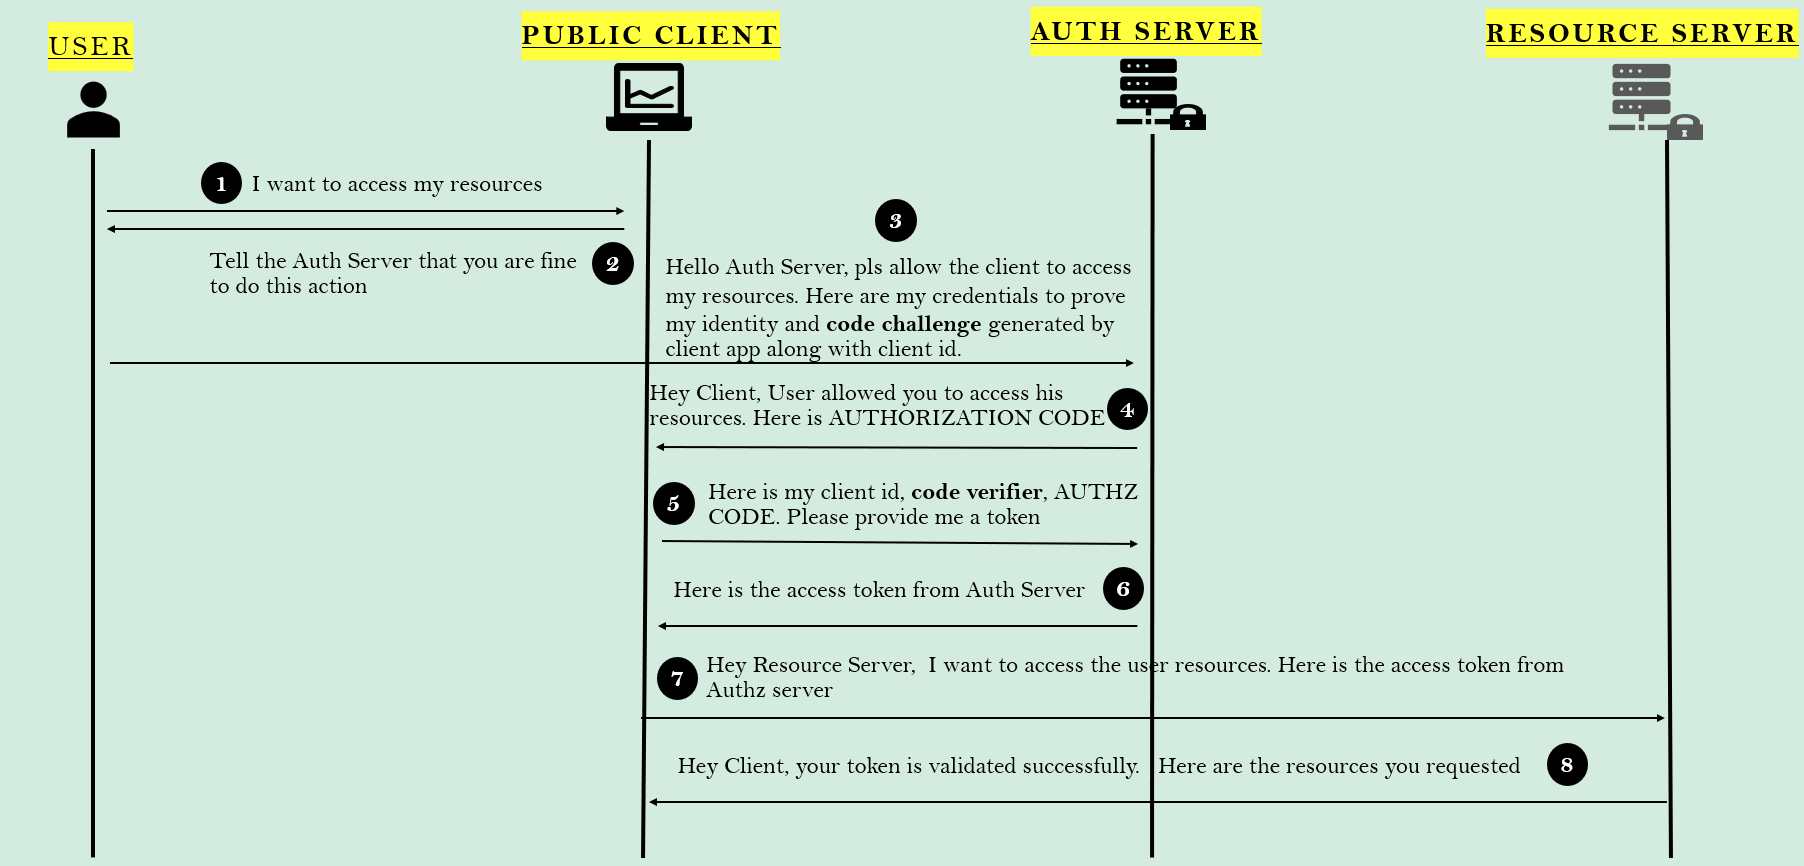 USER
PUBLIC CLIENT
AUTH SERVER
RESOURCE SERVER
1
I want to access my resources
2
Tell the Auth Server that you are fine
to do this action
3
Hello Auth Server, pls allow the client to access
my resources. Here are my credentials to prove
my identity and code challenge generated by
client app along with client id.
Hey Client, User allowed you to access his
resources. Here is AUTHORIZATION CODE
4
5
Here is my client id, code verifier, AUTHZ
CODE. Please provide me a token
Here is the access token from Auth Server
6
7
Hey Resource Server, I want to access the user resources. Here is the access token from
Authz server
Hey Client, your token is validated successfully. Here are the resources you requested
8